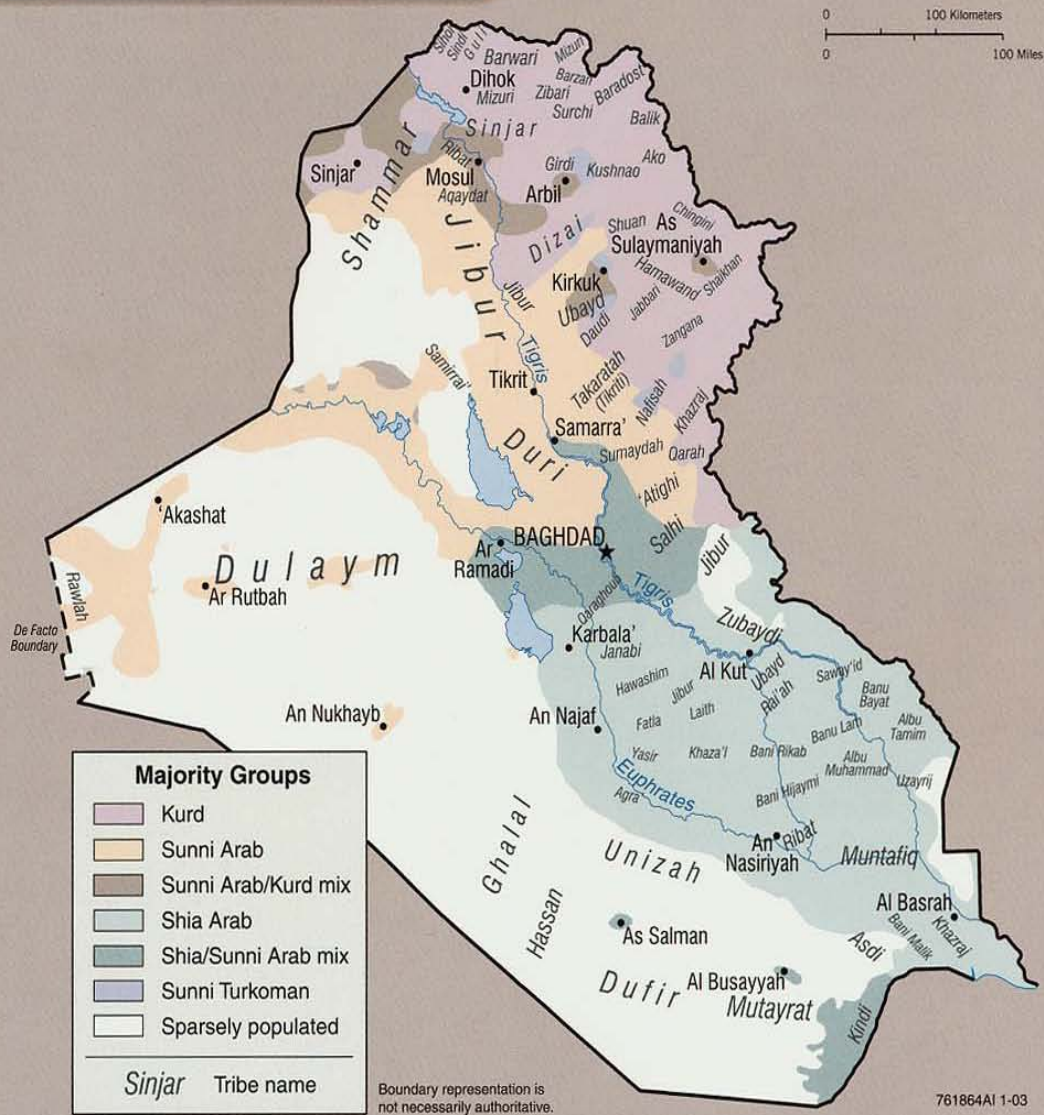 0 100 Kilometers
0 100 Miles
Sihol
Sindi
Guli
Barwari
Mizun
Dihok
Mizuri
Zibari
Barzan
Surchi
Baradost
Balik
Sinjar
Shammar
Ribat
Sinjar
Mosul
Aqaydat
Girdi
Arbil
Kushnao
Ako
Jibur
Dizai
Shuan
Chingini
As
Sulaymaniyah
Kirkuk
Hamawand
Shaikhan
Ubayd
Jabbari
Daudi
Zangana
Jibur
Tigris
Samirrai'
Tikrit
Takaratah
(Tikriti)
Nafisah
Khazraj
Samarra'
Duri
Sumaydah
Qarah
'Atighi
'Akashat
BAGHDAD
Salhi
Ar
Ramadi
Dulaym
Jibur
Rawlah
Ar Rutbah
Qaraghous
Tigris
De Facto
Boundary
Karbala'
Janabi
Zubaydi
Al Kut
Ubayd
Rai'ah
Saway'id
Hawashim
Jibur
Banu
Bayat
An Nukhayb
An Najaf
Fatla
Laith
Banu Lam
Albu
Tamim
Yasir
Khaza'l
Bani Rikab
Albu
Muhammad
Uzayrij
Euphrates
Agra
Bani Hijaymi
Ghalal
An
Nasiriyah
Ribat
Unizah
Muntafiq
Hassan
Al Basrah
As Salman
Asdi
Bani Malik
Khazraj
Dufir
Al Busayyah
Mutayrat
Kindi
Majority Groups
Kurd
Sunni Arab
Sunni Arab/Kurd mix
Shia Arab
Shia/Sunni Arab mix
Sunni Turkoman
Sparsely populated
Sinjar Tribe name
Boundary representation is
not necessarily authoritative.
761864AI 1-03